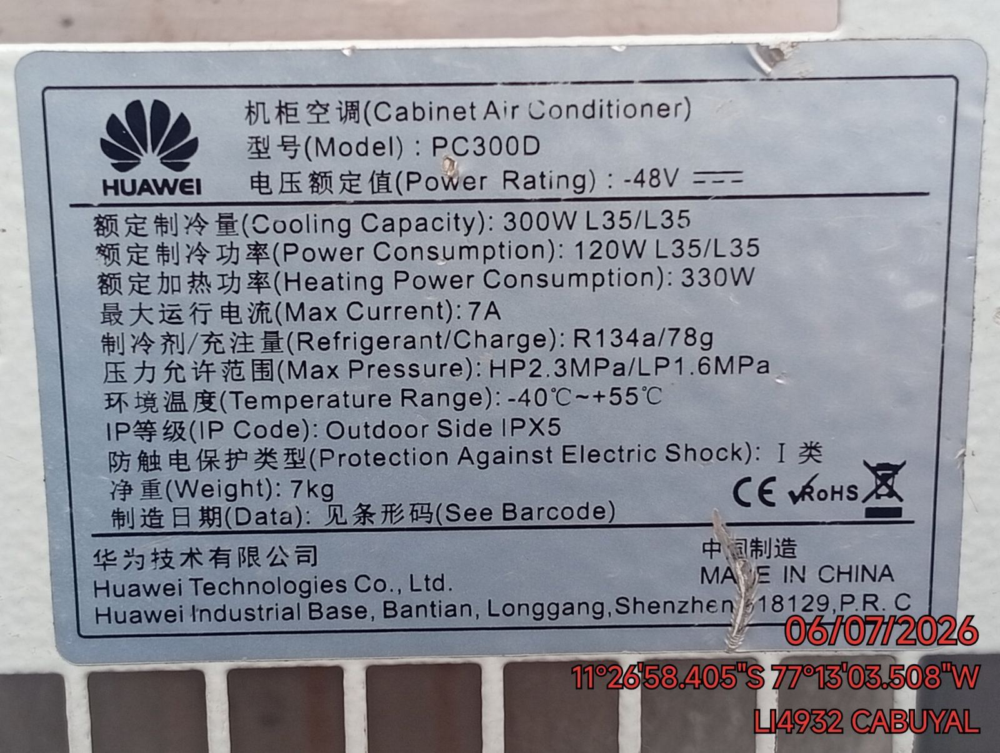 HUAWEI
机柜空调(Cabinet Air Conditioner)
型号(Model) : PC300D
电压额定值(Power Rating) : -48V
额定制冷量(Cooling Capacity): 300W L35/L35
额定制冷功率(Power Consumption): 120W L35/L35
额定加热功率(Heating Power Consumption): 330W
最大运行电流(Max Current): 7A
制冷剂/充注量(Refrigerant/Charge): R134a/78g
压力允许范围(Max Pressure): HP2.3MPa/LP1.6MPa
环境温度(Temperature Range): -40℃~+55℃
IP等级(IP Code): Outdoor Side IPX5
防触电保护类型(Protection Against Electric Shock): I 类
净重(Weight): 7kg
CE RoHS
制造日期(Data): 见条形码(See Barcode)
华为技术有限公司
中国制造
Huawei Technologies Co., Ltd.
MADE IN CHINA
Huawei Industrial Base, Bantian, Longgang,Shenzhen 518129,P.R. C
06/07/2026
11°26'58.405"S 77°13'03.508"W
LI4932 CABUYAL